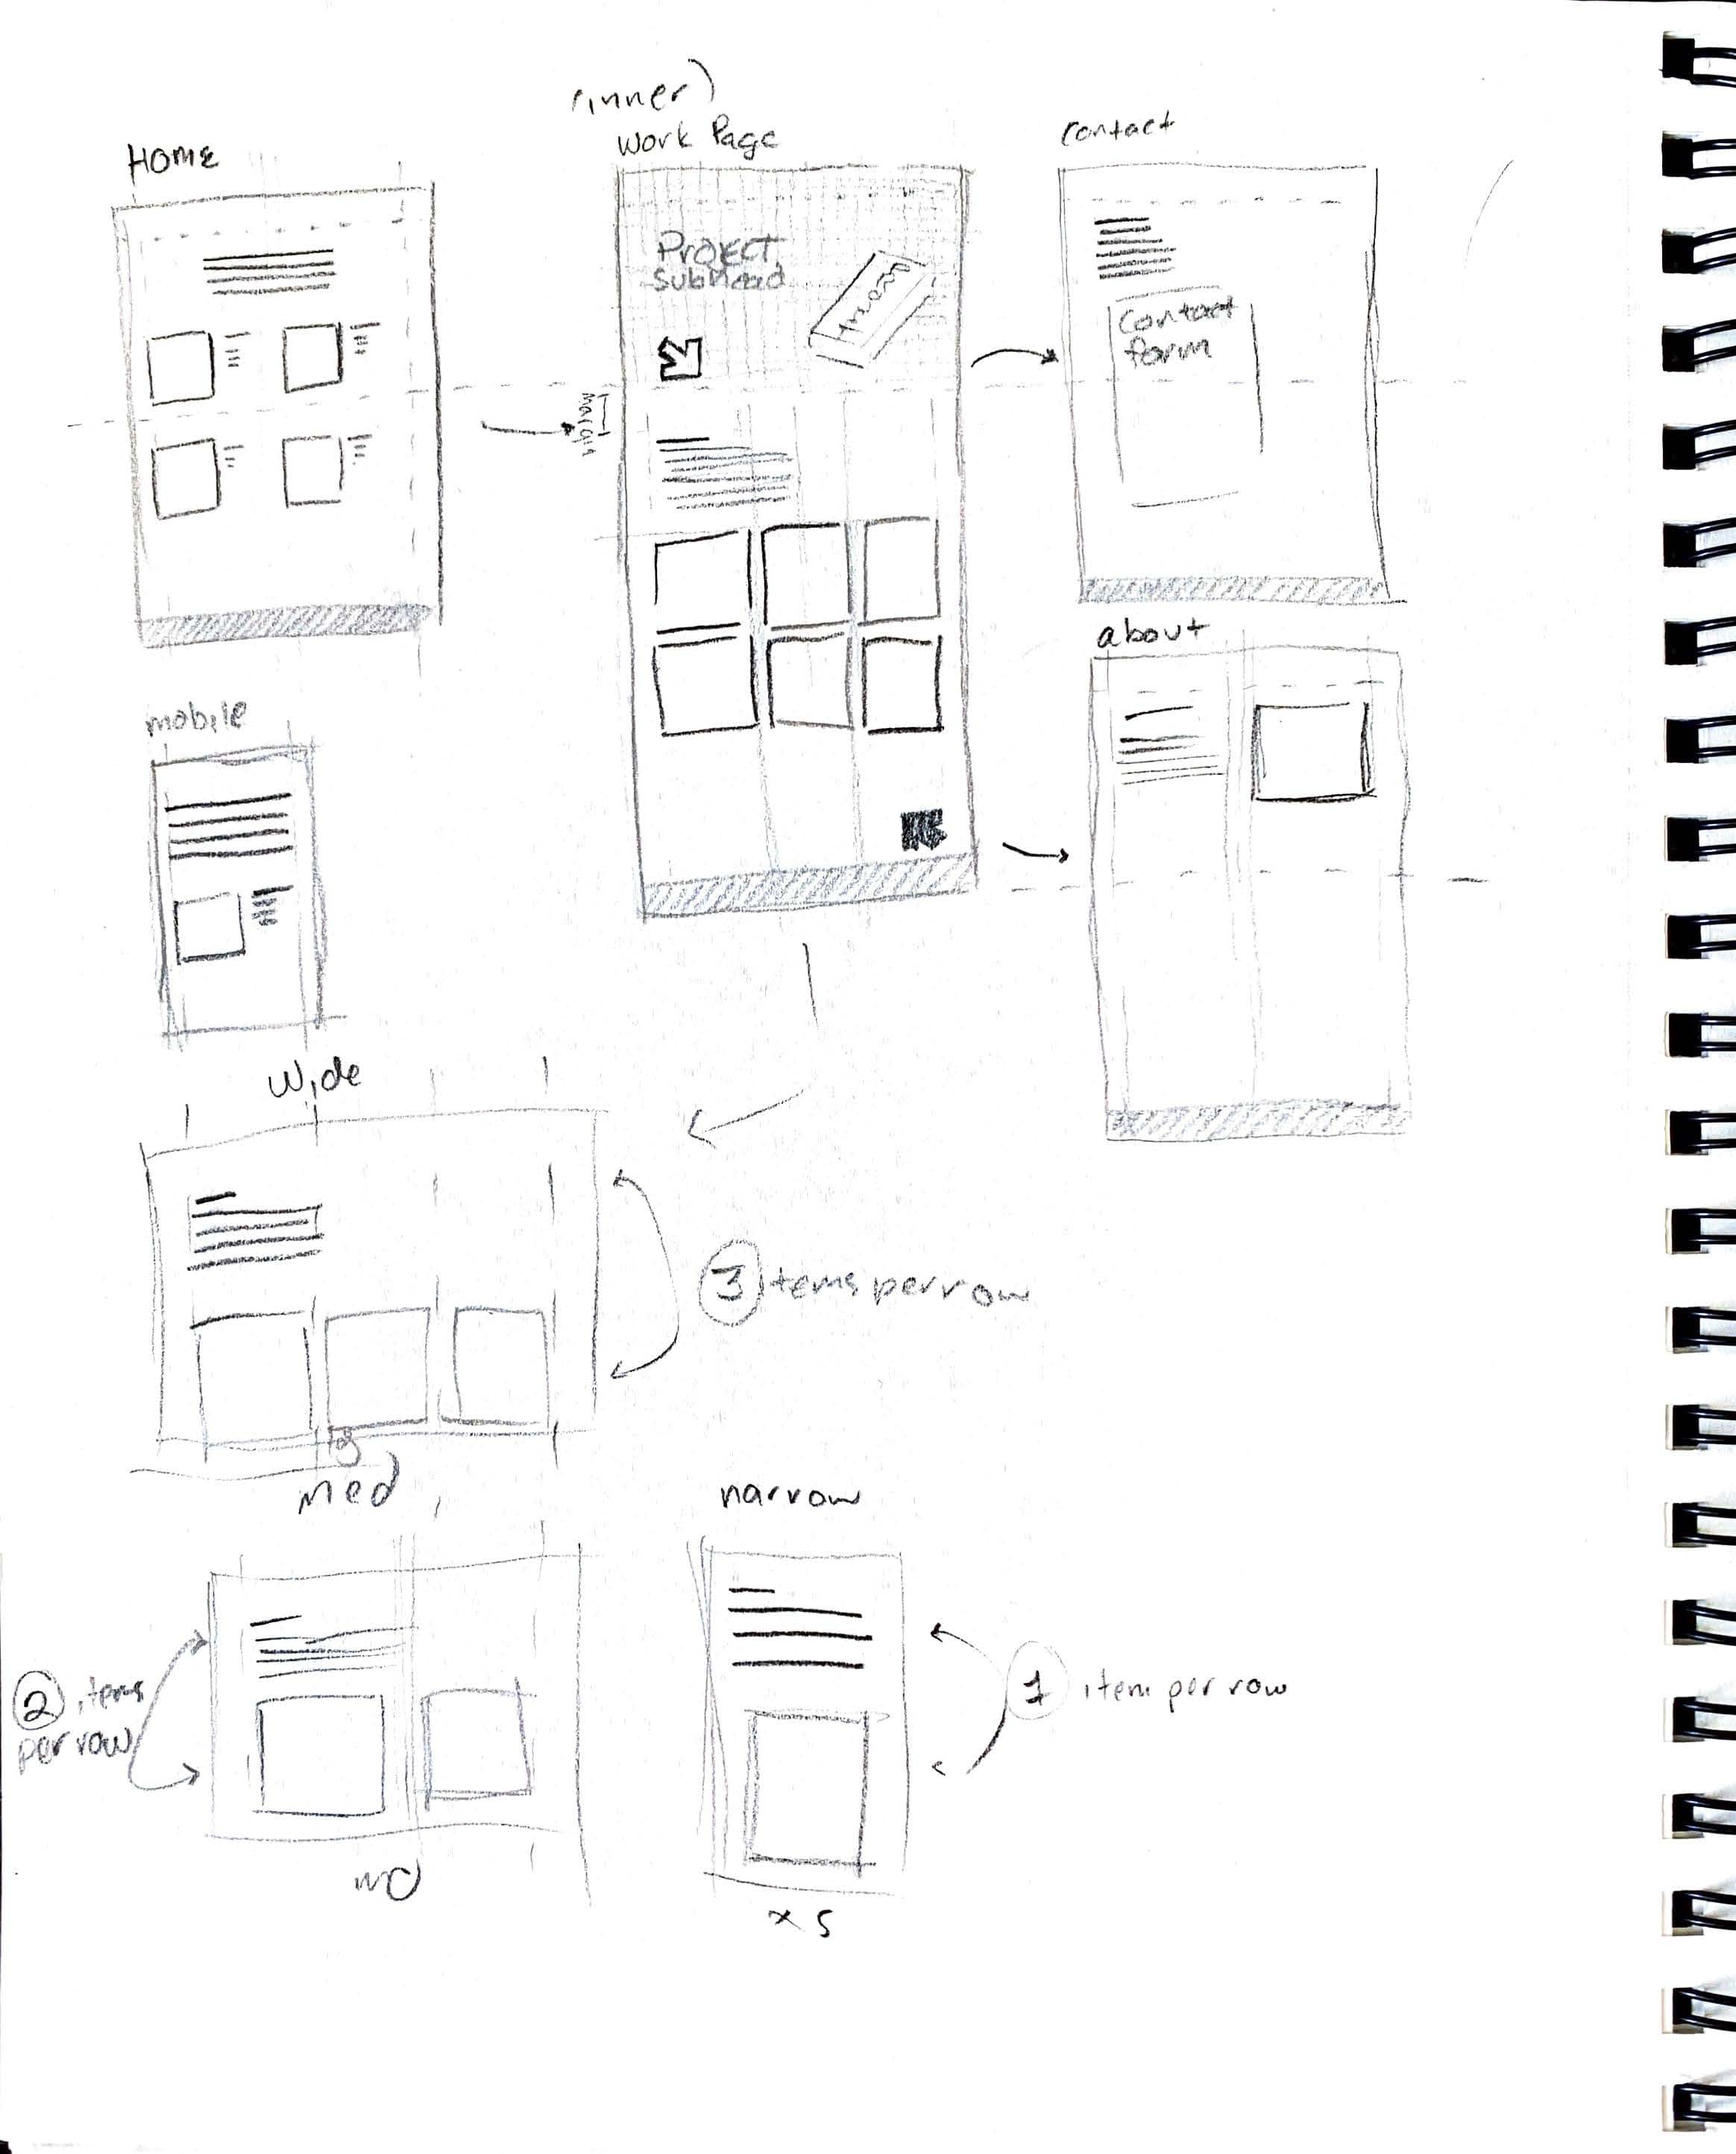 Home
(inner)
Work Page
Project
Subhead
margin
contact
Contact
form
about
mobile
Wide
3 items per row
lg
Med
2 items
per row
md
narrow
1 item per row
xs